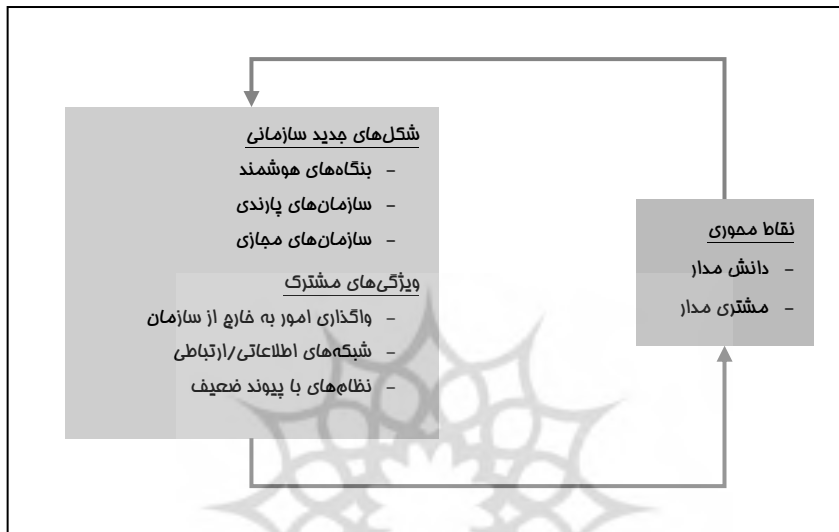 نقاط محوری
- دانش مدار
- مشتری مدار
شکل‌های جدید سازمانی
- بنگاه‌های هوشمند
- سازمان‌های پارندی
- سازمان‌های مجازی
ویژگی‌های مشترک
- واگذاری امور به خارج از سازمان
- شبکه‌های اطلاعاتی/ارتباطی
- نظام‌های با پیوند ضعیف